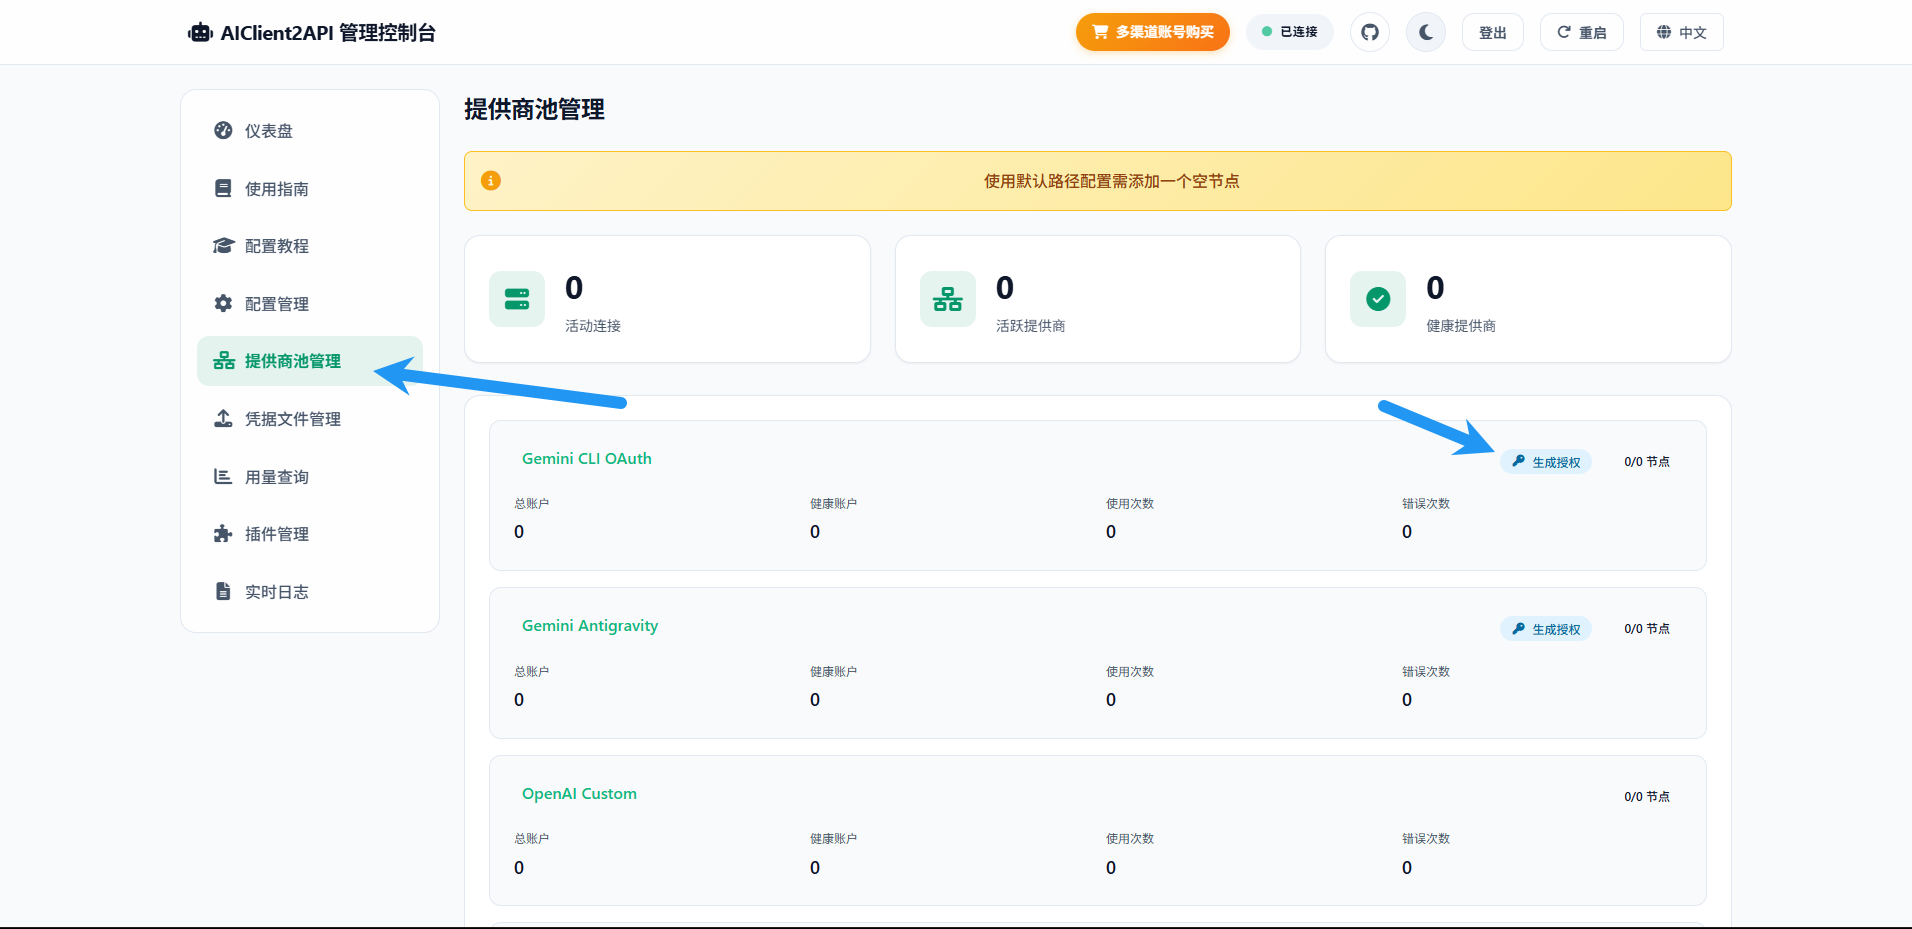 AIClient2API 管理控制台
多渠道账号购买
已连接
登出
重启
中文
仪表盘
使用指南
配置教程
配置管理
提供商池管理
凭据文件管理
用量查询
插件管理
实时日志
提供商池管理
使用默认路径配置需添加一个空节点
0
活动连接
0
活跃提供商
0
健康提供商
Gemini CLI OAuth
生成授权
0/0 节点
总账户
健康账户
使用次数
错误次数
0
0
0
0
Gemini Antigravity
生成授权
0/0 节点
总账户
健康账户
使用次数
错误次数
0
0
0
0
OpenAI Custom
0/0 节点
总账户
健康账户
使用次数
错误次数
0
0
0
0